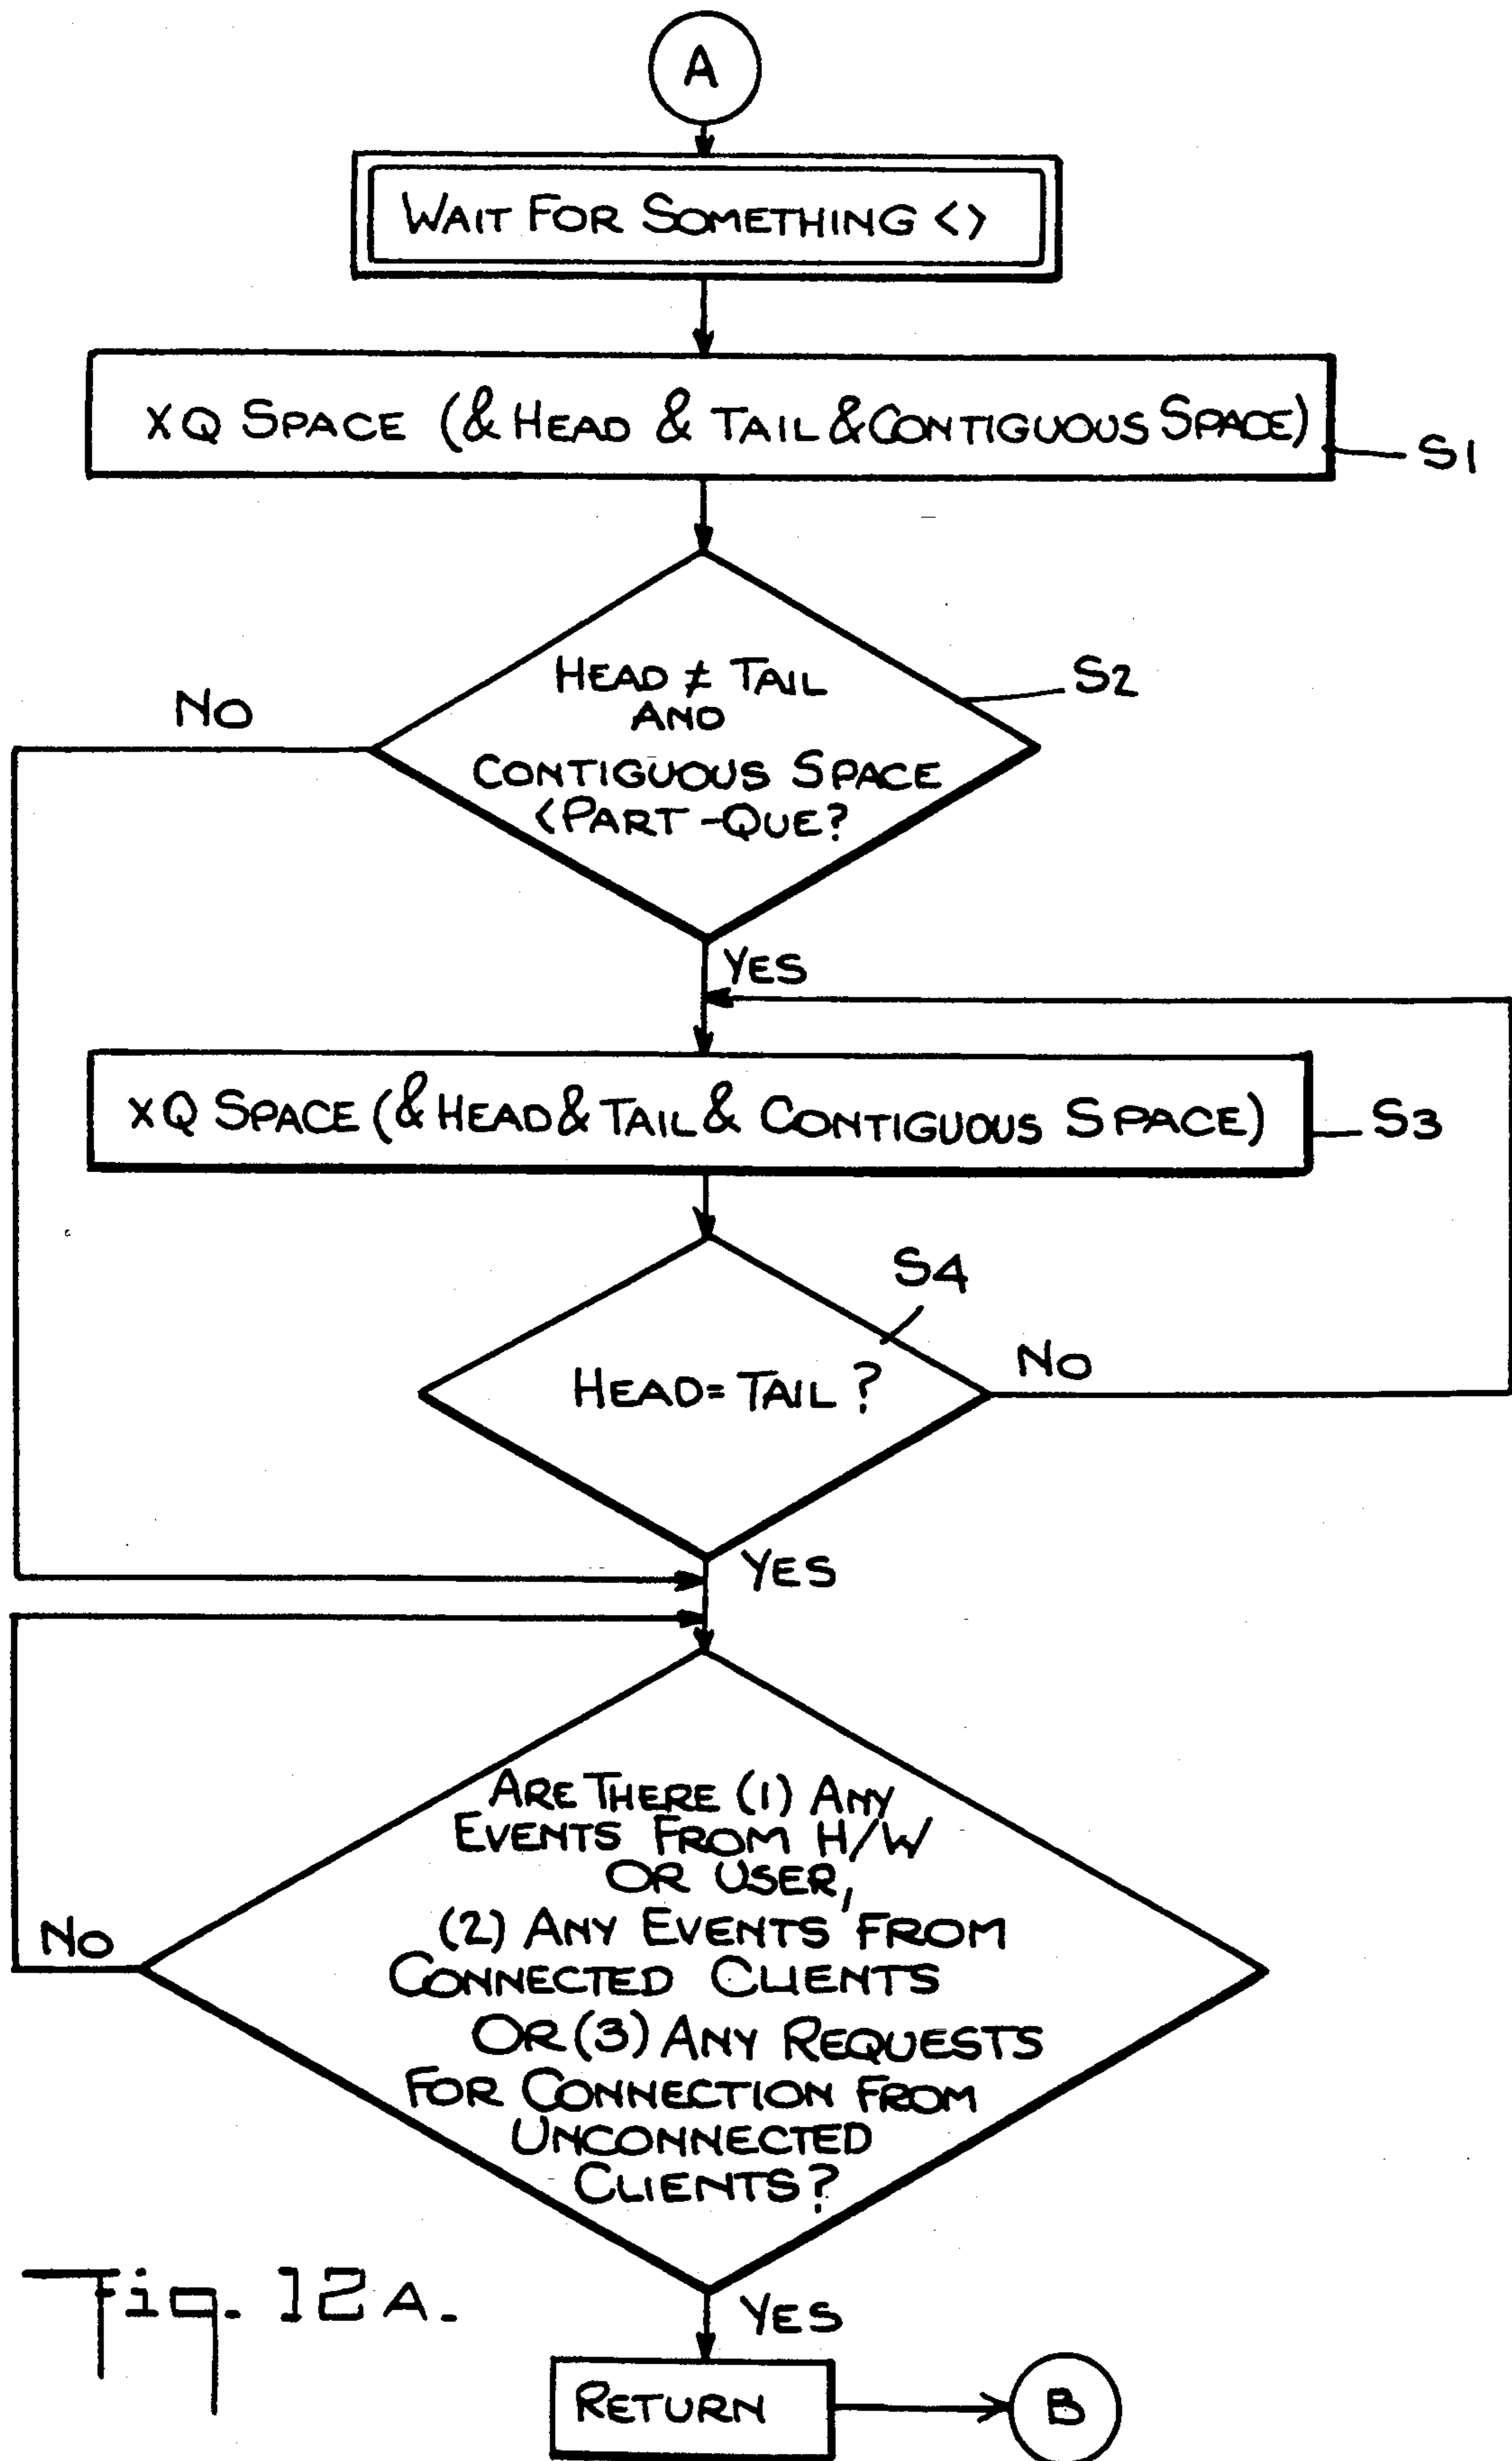 A
WAIT FOR SOMETHING <>
XQ SPACE (& HEAD & TAIL & CONTIGUOUS SPACE)
S1
HEAD ≠ TAIL
AND
CONTIGUOUS SPACE
<PART-QUE?
S2
NO
YES
XQ SPACE (& HEAD & TAIL & CONTIGUOUS SPACE)
S3
S4
HEAD = TAIL ?
NO
YES
ARE THERE (1) ANY
EVENTS FROM H/W
OR USER,
(2) ANY EVENTS FROM
CONNECTED CLIENTS
OR (3) ANY REQUESTS
FOR CONNECTION FROM
UNCONNECTED
CLIENTS?
NO
YES
RETURN
B
Fig. 12A.